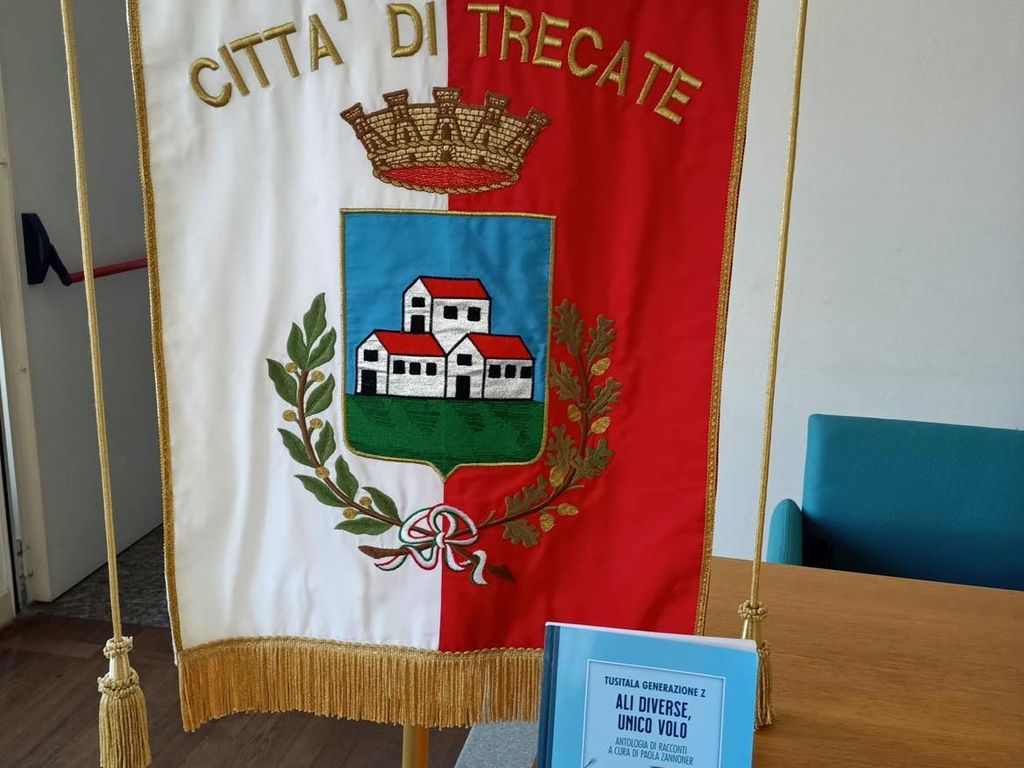 CITTA' DI TRECATE
TUSITALA GENERAZIONE Z
ALI DIVERSE,
UNICO VOLO
ANTOLOGIA DI RACCONTI
A CURA DI PAOLA ZANNONER